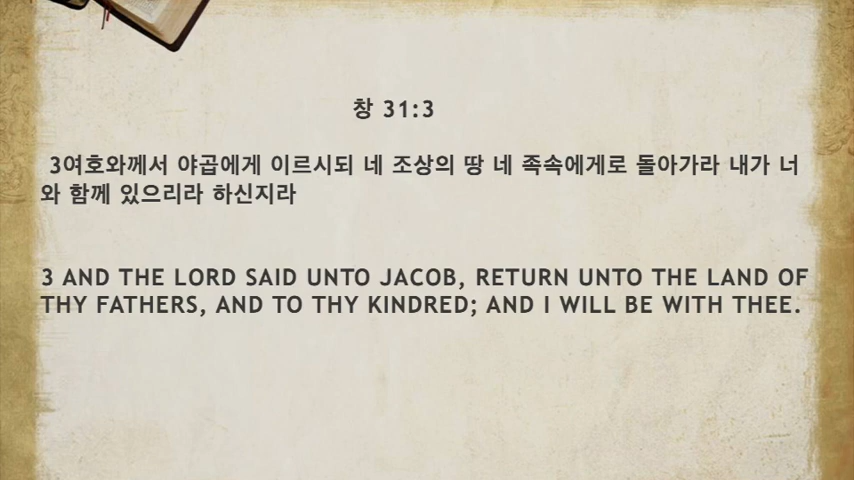 창 31:3
3여호와께서 야곱에게 이르시되 네 조상의 땅 네 족속에게로 돌아가라 내가 너
와 함께 있으리라 하신지라
3 AND THE LORD SAID UNTO JACOB, RETURN UNTO THE LAND OF
THY FATHERS, AND TO THY KINDRED; AND I WILL BE WITH THEE.